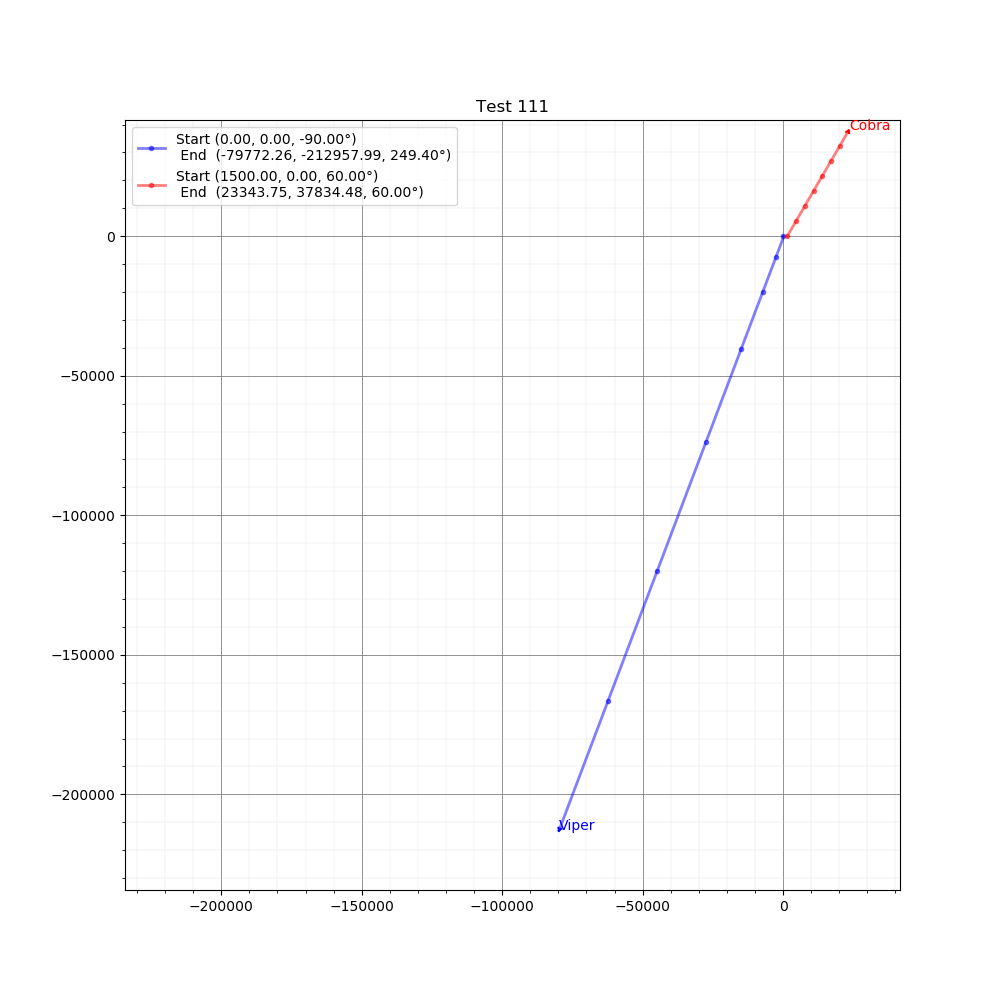 Test 111
Cobra
Start (0.00, 0.00, -90.00°)
End (-79772.26, -212957.99, 249.40°)
Start (1500.00, 0.00, 60.00°)
End (23343.75, 37834.48, 60.00°)
0
−50000
−100000
−150000
−200000
Viper
−200000 −150000 −100000 −50000 0